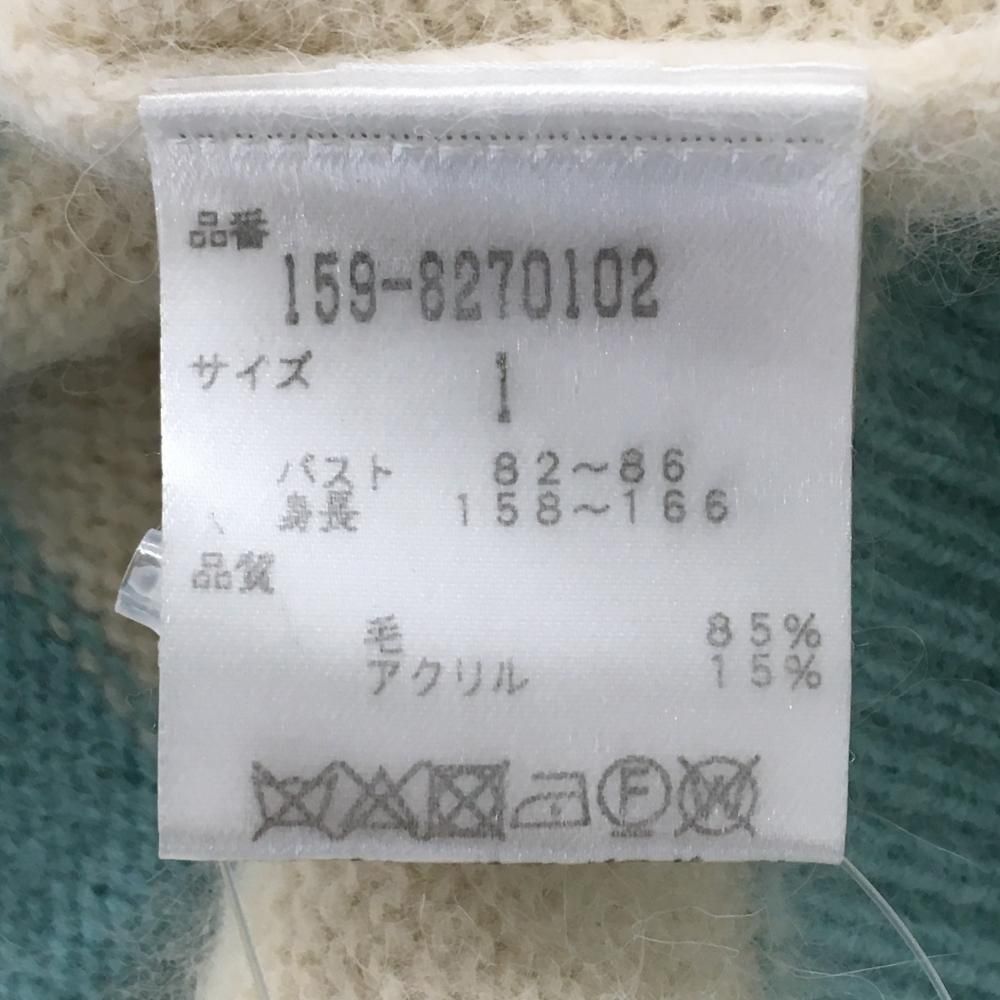 品番
159-8270102
サイズ 1
バスト 82～86
身長 158～166
品質
毛 85%
アクリル 15%
F W